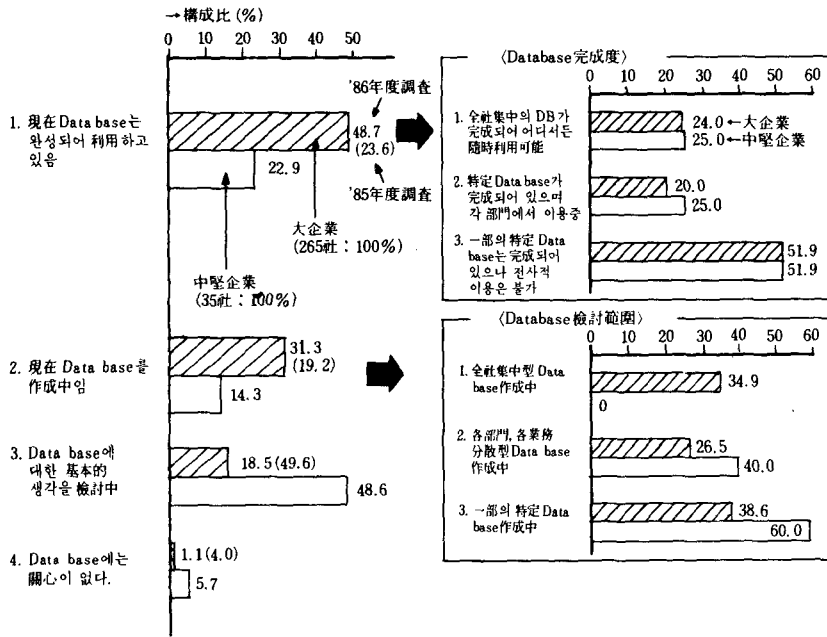 →構成比(%)
0 10 20 30 40 50
1. 現在 Data base는
완성되어 利用하고
있음
'86年度調査
48.7
(23.6)
22.9
'85年度調査
大企業
(265社：100%)
中堅企業
(35社：100%)
2. 現在 Data base를
作成中임
31.3
(19.2)
14.3
3. Data base에
대한 基本的
생각을 檢討中
18.5(49.6)
48.6
4. Data base에는
關心이 없다.
1.1(4.0)
5.7
〈Database完成度〉
0 10 20 30 40 50 60
1. 全社集中의 DB가
完成되어 어디서든
隨時利用可能
24.0←大企業
25.0←中堅企業
2. 特定Data base가
完成되어 있으며
각 部門에서 이용중
20.0
25.0
3. 一部의 特定 Data
base는 完成되어
있으나 전사적
이용은 불가
51.9
51.9
〈Database檢討範圍〉
0 10 20 30 40 50 60
1. 全社集中型 Data
base作成中
34.9
0
2. 各部門, 各業務
分散型Data base
作成中
26.5
40.0
3. 一部의 特定 Data
base作成中
38.6
60.0